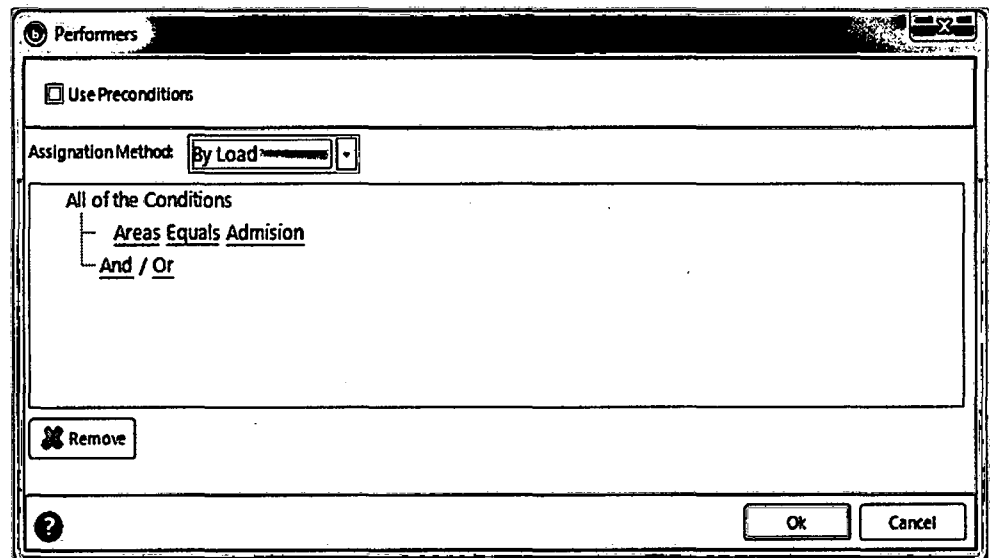 Performers
Use Preconditions
Assignation Method: By Load
All of the Conditions
Areas Equals Admision
And / Or
Remove
Ok Cancel